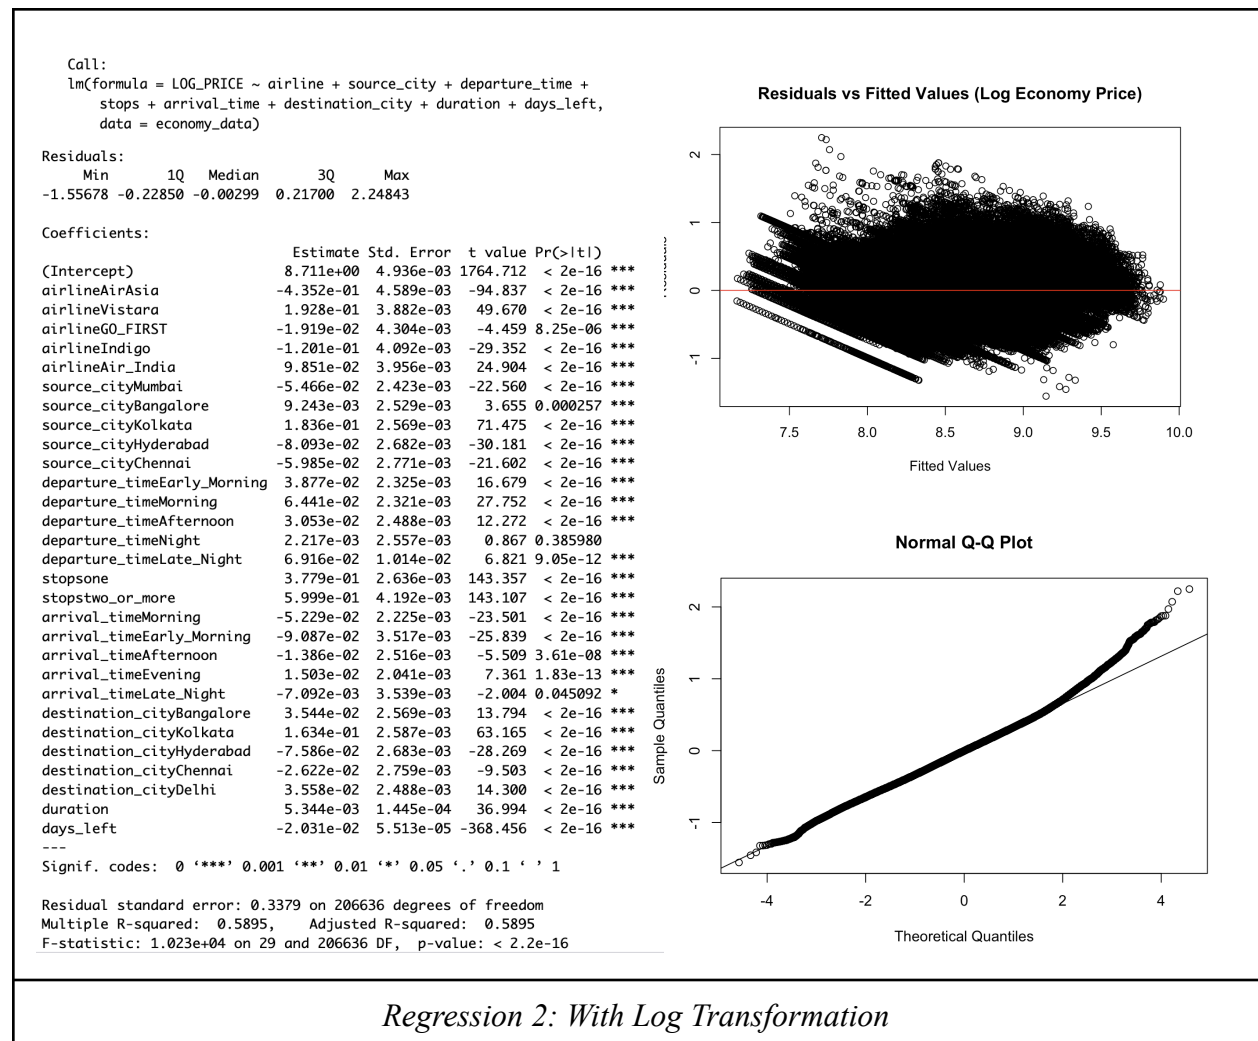 Call:
lm(formula = LOG_PRICE ~ airline + source_city + departure_time +
stops + arrival_time + destination_city + duration + days_left,
data = economy_data)
Residuals:
Min 1Q Median 3Q Max
-1.55678 -0.22850 -0.00299 0.21700 2.24843
Coefficients:
Estimate Std. Error t value Pr(>|t|)
(Intercept) 8.711e+00 4.936e-03 1764.712 < 2e-16 ***
airlineAirAsia -4.352e-01 4.589e-03 -94.837 < 2e-16 ***
airlineVistara 1.928e-01 3.882e-03 49.670 < 2e-16 ***
airlineGO_FIRST -1.919e-02 4.304e-03 -4.459 8.25e-06 ***
airlineIndigo -1.201e-01 4.092e-03 -29.352 < 2e-16 ***
airlineAir_India 9.851e-02 3.956e-03 24.904 < 2e-16 ***
source_cityMumbai -5.466e-02 2.423e-03 -22.560 < 2e-16 ***
source_cityBangalore 9.243e-03 2.529e-03 3.655 0.000257 ***
source_cityKolkata 1.836e-01 2.569e-03 71.475 < 2e-16 ***
source_cityHyderabad -8.093e-02 2.682e-03 -30.181 < 2e-16 ***
source_cityChennai -5.985e-02 2.771e-03 -21.602 < 2e-16 ***
departure_timeEarly_Morning 3.877e-02 2.325e-03 16.679 < 2e-16 ***
departure_timeMorning 6.441e-02 2.321e-03 27.752 < 2e-16 ***
departure_timeAfternoon 3.053e-02 2.488e-03 12.272 < 2e-16 ***
departure_timeNight 2.217e-03 2.557e-03 0.867 0.385980
departure_timeLate_Night 6.916e-02 1.014e-02 6.821 9.05e-12 ***
stopsone 3.779e-01 2.636e-03 143.357 < 2e-16 ***
stopstwo_or_more 5.999e-01 4.192e-03 143.107 < 2e-16 ***
arrival_timeMorning -5.229e-02 2.225e-03 -23.501 < 2e-16 ***
arrival_timeEarly_Morning -9.087e-02 3.517e-03 -25.839 < 2e-16 ***
arrival_timeAfternoon -1.386e-02 2.516e-03 -5.509 3.61e-08 ***
arrival_timeEvening 1.503e-02 2.041e-03 7.361 1.83e-13 ***
arrival_timeLate_Night -7.092e-03 3.539e-03 -2.004 0.045092 *
destination_cityBangalore 3.544e-02 2.569e-03 13.794 < 2e-16 ***
destination_cityKolkata 1.634e-01 2.587e-03 63.165 < 2e-16 ***
destination_cityHyderabad -7.586e-02 2.683e-03 -28.269 < 2e-16 ***
destination_cityChennai -2.622e-02 2.759e-03 -9.503 < 2e-16 ***
destination_cityDelhi 3.558e-02 2.488e-03 14.300 < 2e-16 ***
duration 5.344e-03 1.445e-04 36.994 < 2e-16 ***
days_left -2.031e-02 5.513e-05 -368.456 < 2e-16 ***
---
Signif. codes: 0 ‘***’ 0.001 ‘**’ 0.01 ‘*’ 0.05 ‘.’ 0.1 ‘ ’ 1
Residual standard error: 0.3379 on 206636 degrees of freedom
Multiple R-squared: 0.5895, Adjusted R-squared: 0.5895
F-statistic: 1.023e+04 on 29 and 206636 DF, p-value: < 2.2e-16
Residuals vs Fitted Values (Log Economy Price)
2
1
0
-1
7.5 8.0 8.5 9.0 9.5 10.0
Fitted Values
Normal Q-Q Plot
Sample Quantiles
2
1
0
-1
-4 -2 0 2 4
Theoretical Quantiles
Regression 2: With Log Transformation